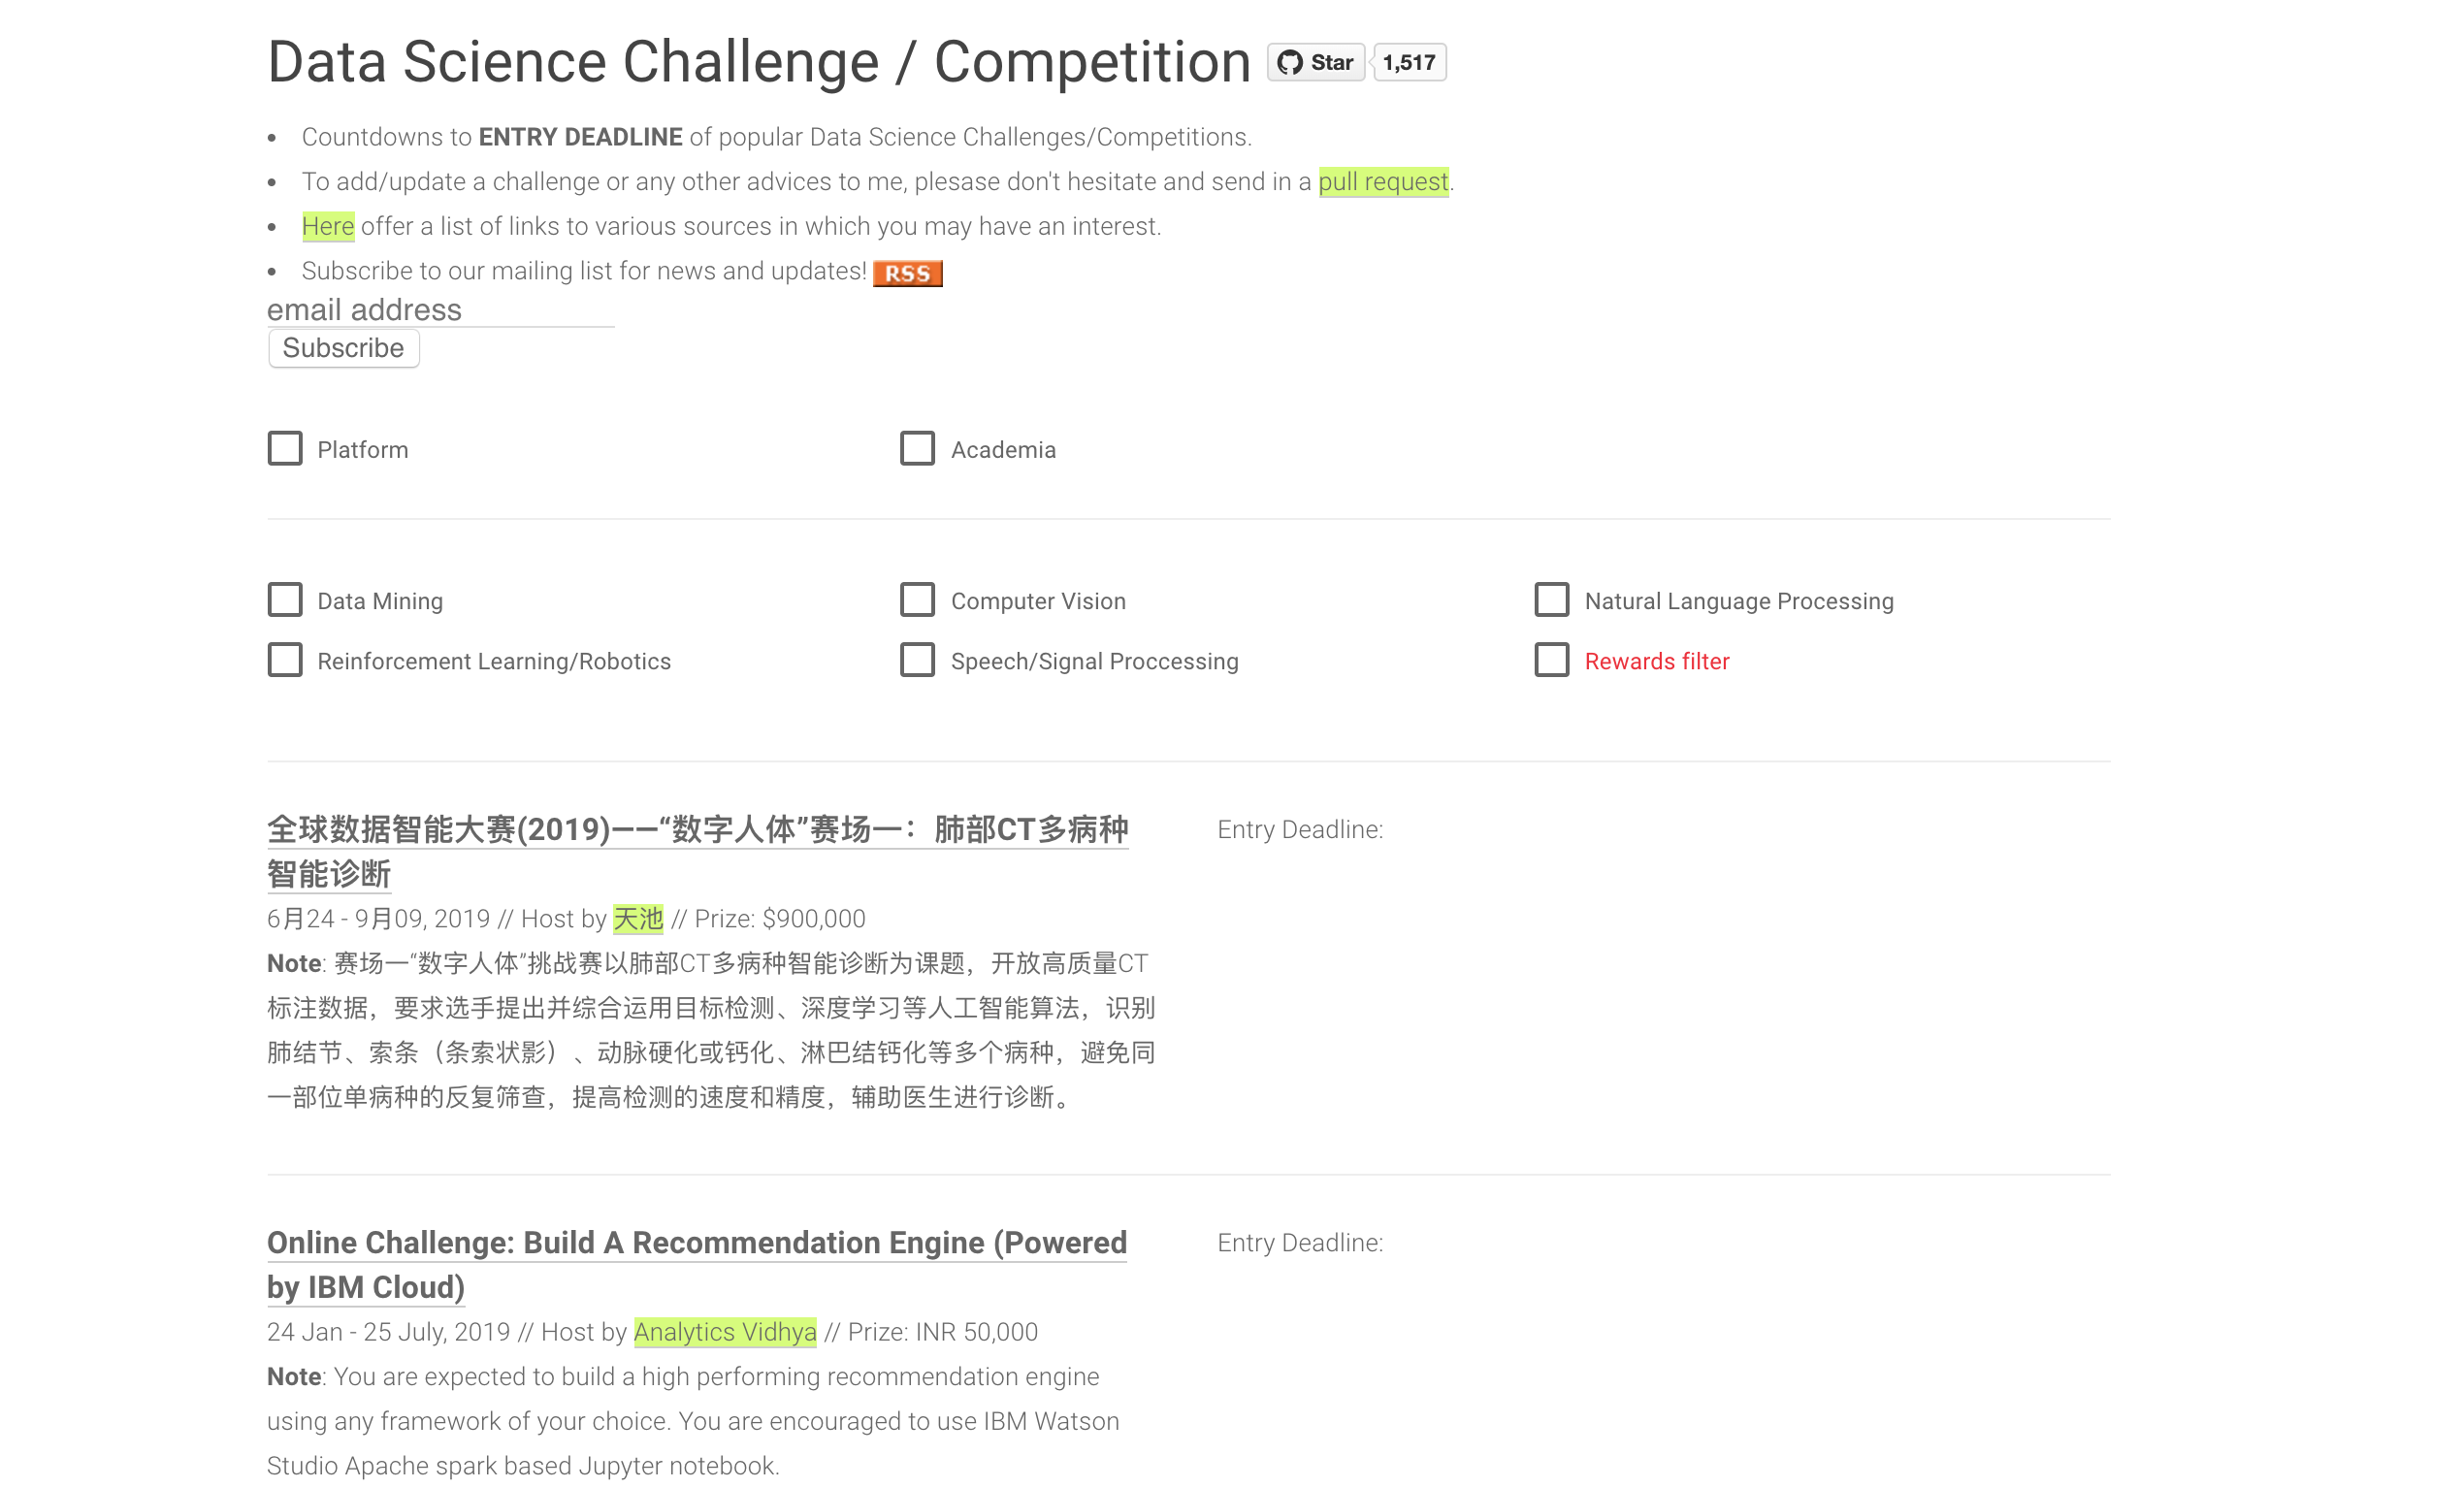 Data Science Challenge / Competition Star 1,517
• Countdowns to ENTRY DEADLINE of popular Data Science Challenges/Competitions.
• To add/update a challenge or any other advices to me, plesase don't hesitate and send in a pull request.
• Here offer a list of links to various sources in which you may have an interest.
• Subscribe to our mailing list for news and updates! RSS
email address
Subscribe
Platform Academia
Data Mining Computer Vision Natural Language Processing
Reinforcement Learning/Robotics Speech/Signal Proccessing Rewards filter
全球数据智能大赛(2019)——“数字人体”赛场一：肺部CT多病种 Entry Deadline:
智能诊断
6月24 - 9月09, 2019 // Host by 天池 // Prize: $900,000
Note: 赛场一“数字人体”挑战赛以肺部CT多病种智能诊断为课题，开放高质量CT
标注数据，要求选手提出并综合运用目标检测、深度学习等人工智能算法，识别
肺结节、索条（条索状影）、动脉硬化或钙化、淋巴结钙化等多个病种，避免同
一部位单病种的反复筛查，提高检测的速度和精度，辅助医生进行诊断。
Online Challenge: Build A Recommendation Engine (Powered Entry Deadline:
by IBM Cloud)
24 Jan - 25 July, 2019 // Host by Analytics Vidhya // Prize: INR 50,000
Note: You are expected to build a high performing recommendation engine
using any framework of your choice. You are encouraged to use IBM Watson
Studio Apache spark based Jupyter notebook.